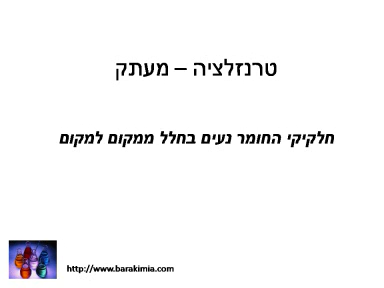 טרנזלציה – מעתק
חלקיקי החומר נעים בחלל ממקום למקום
http://www.barakimia.com